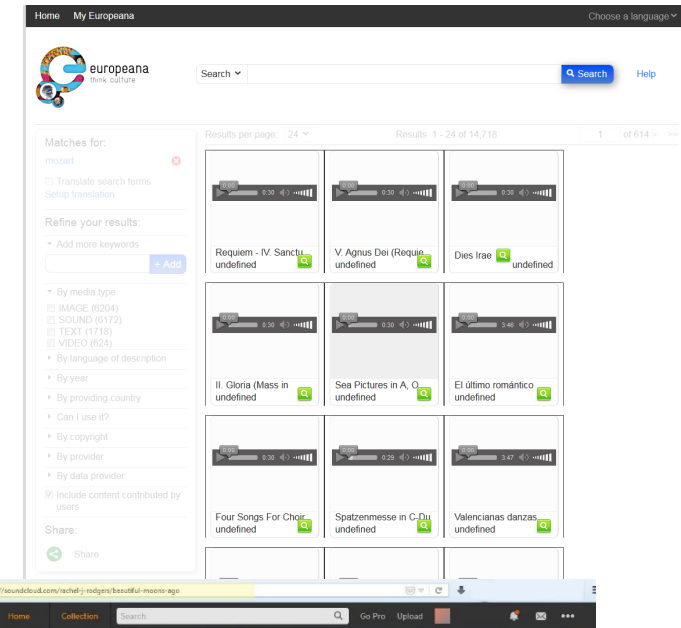 Home My Europeana Choose a language
europeana
think culture
Search Search Help
Matches for:
mozart
Translate search terms
Setup translation
Refine your results:
Add more keywords
+ Add
By media type
IMAGE (6204)
SOUND (6172)
TEXT (1718)
VIDEO (624)
By language of description
By year
By providing country
Can I use it?
By copyright
By provider
By data provider
Include content contributed by
users
Share:
Share
Results per page: 24 Results 1 - 24 of 14,718 1 of 614 > >>
0:00 0:30 0:00 0:30 0:00 0:30
Requiem - IV. Sanctu V. Agnus Dei (Requie Dies Irae
undefined undefined undefined
0:00 0:30 0:00 0:30 0:00 3:46
II. Gloria (Mass in Sea Pictures in A, O El último romántico
undefined undefined undefined
0:00 0:30 0:00 0:29 0:00 3:47
Four Songs For Choir Spatzenmesse in C-Du Valencianas danzas
undefined undefined undefined
//soundcloud.com/rachel-j-rodgers/beautiful-moons-ago
Home Collection Search Go Pro Upload